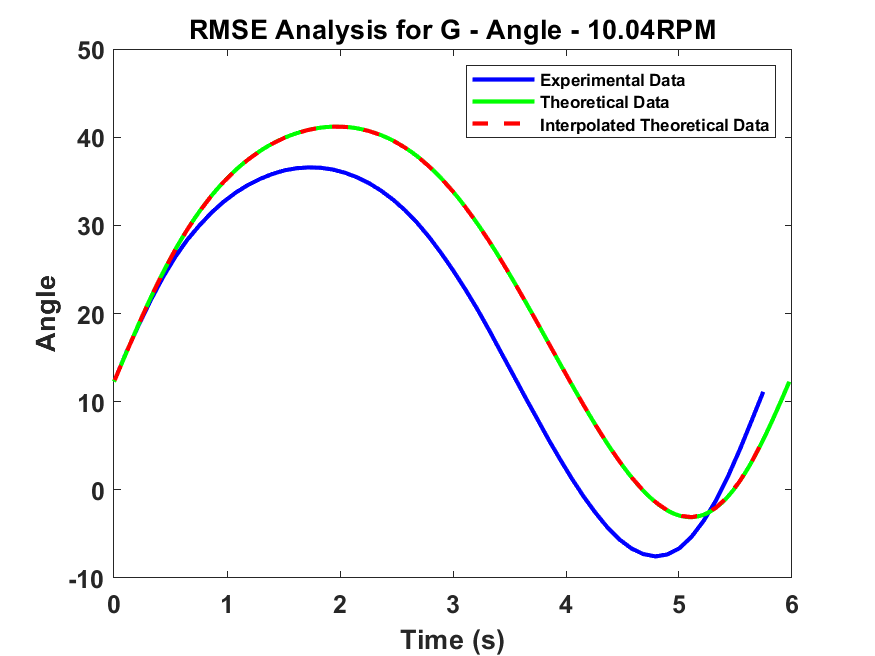 RMSE Analysis for G - Angle - 10.04RPM
50
40
30
20
10
0
-10
Angle
Experimental Data
Theoretical Data
Interpolated Theoretical Data
0 1 2 3 4 5 6
Time (s)